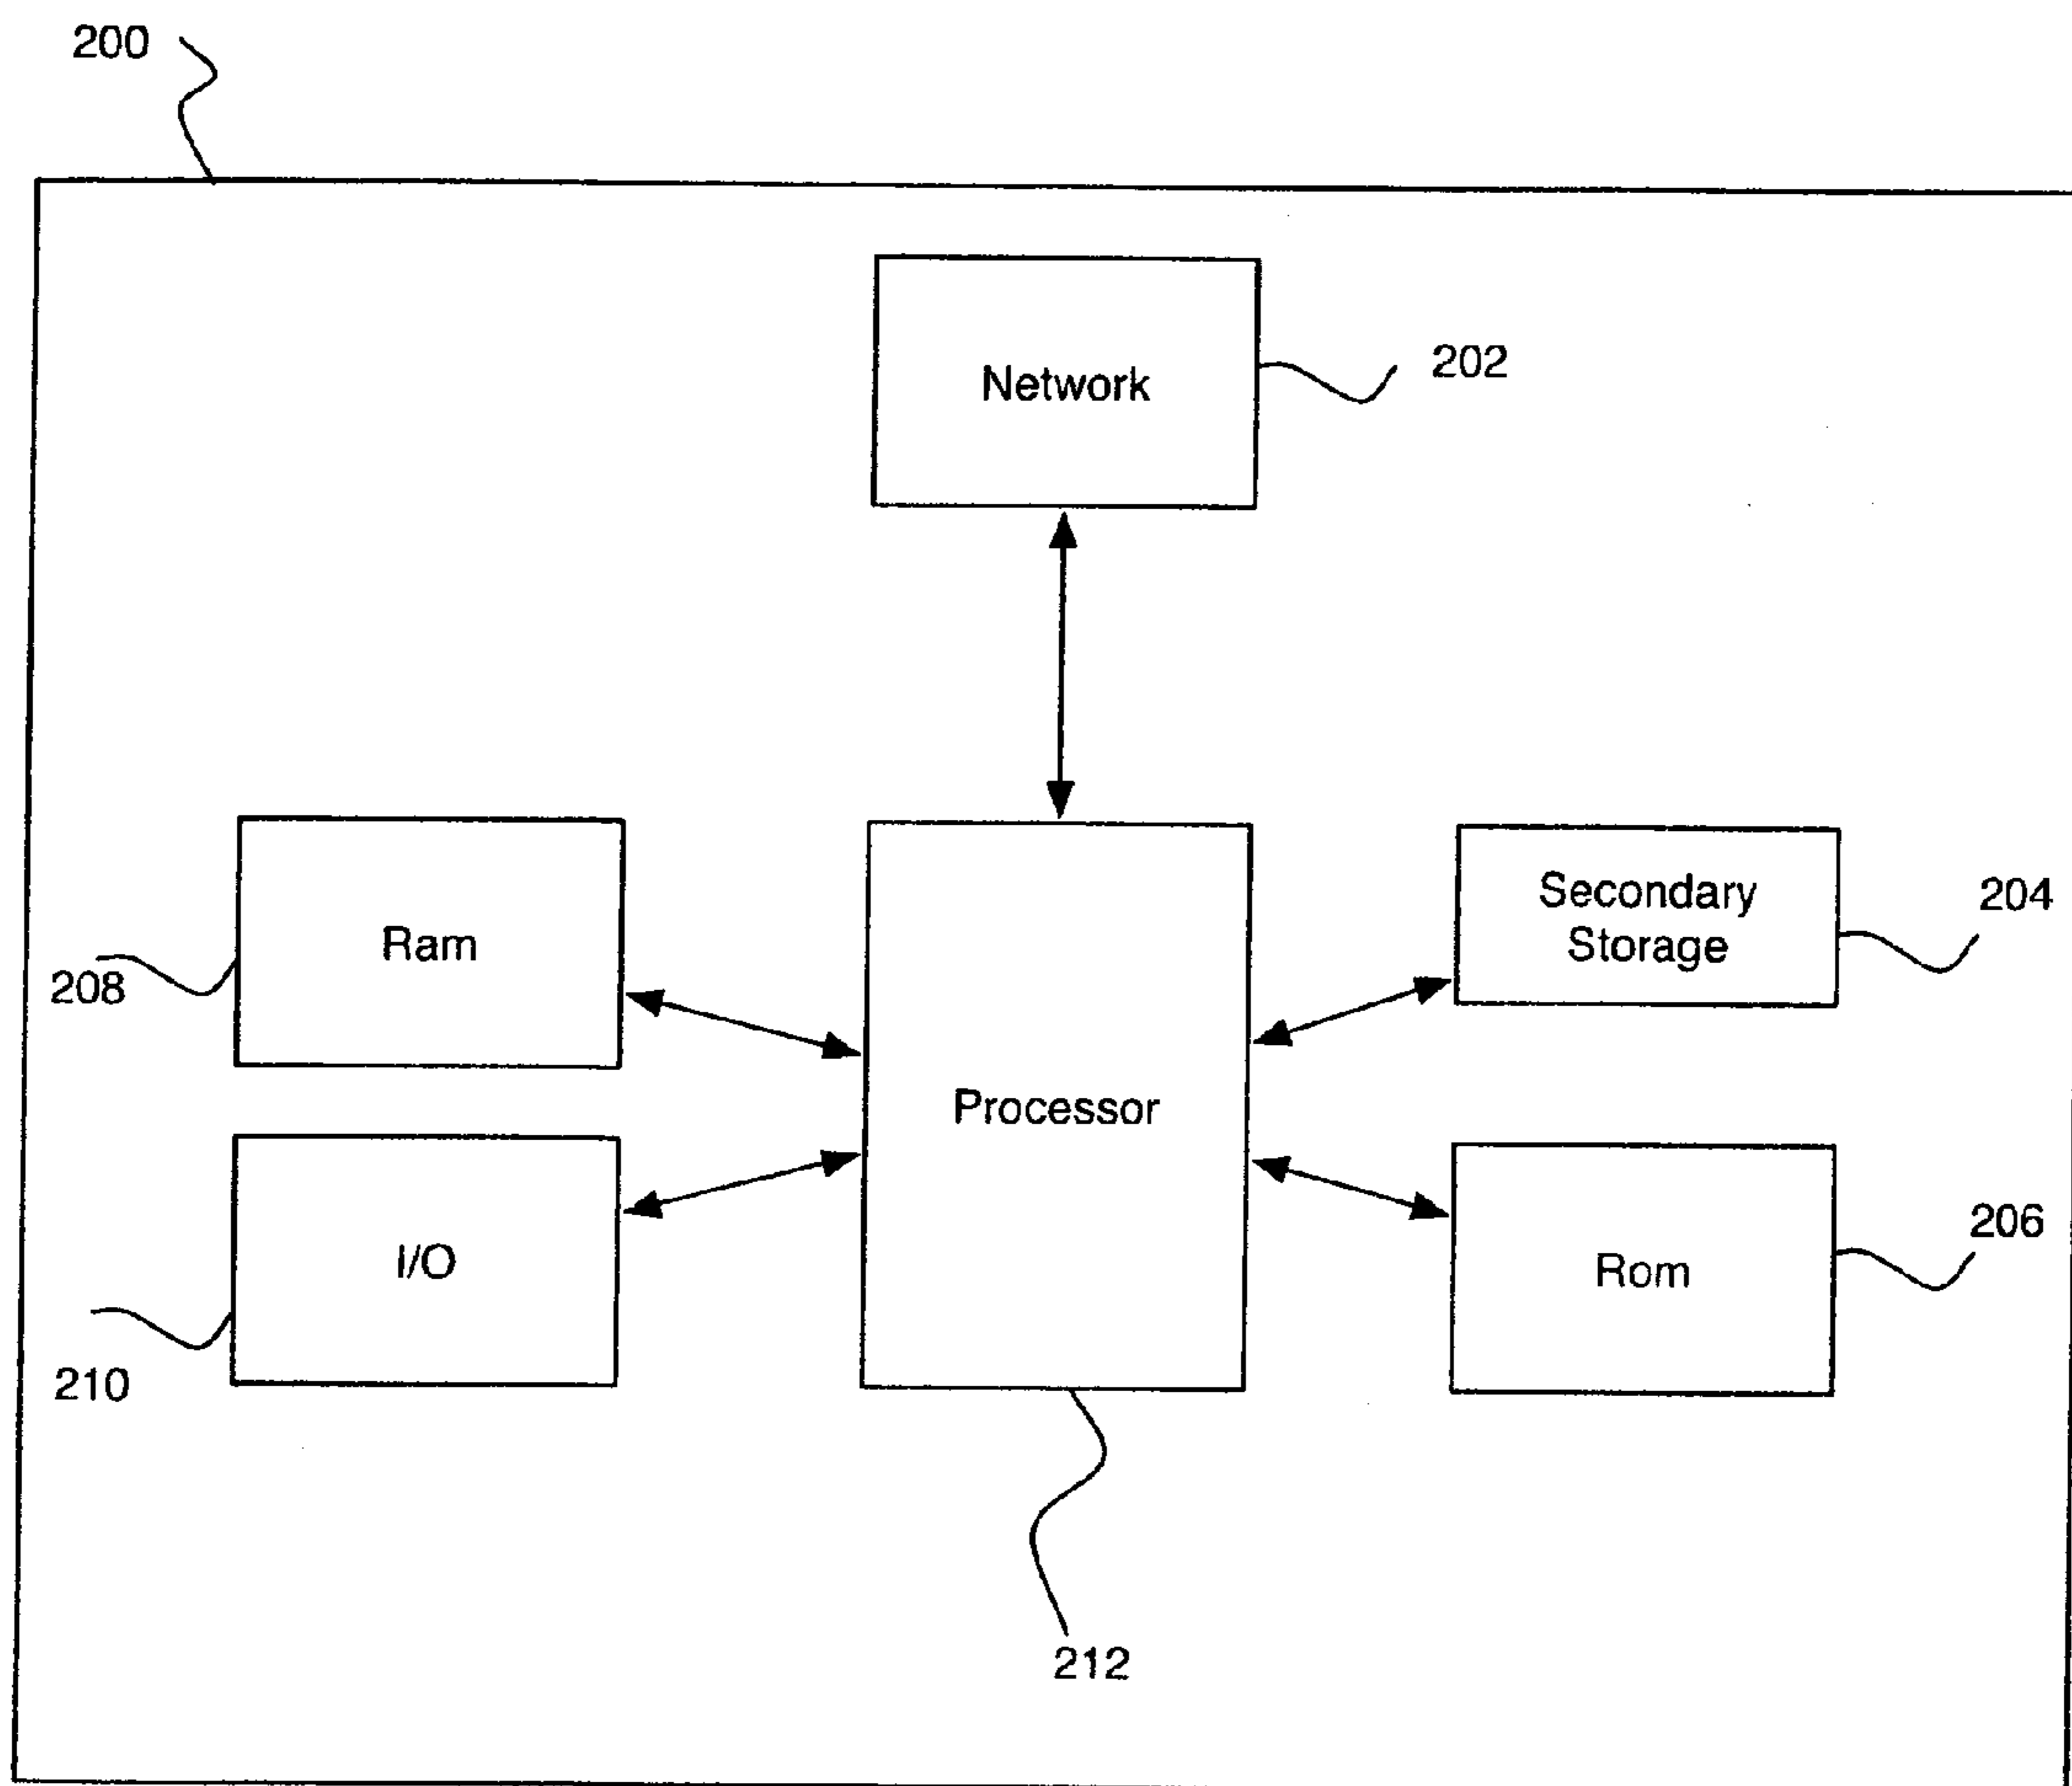 200
Network
202
Ram
208
Secondary
Storage
204
Processor
I/O
210
Rom
206
212